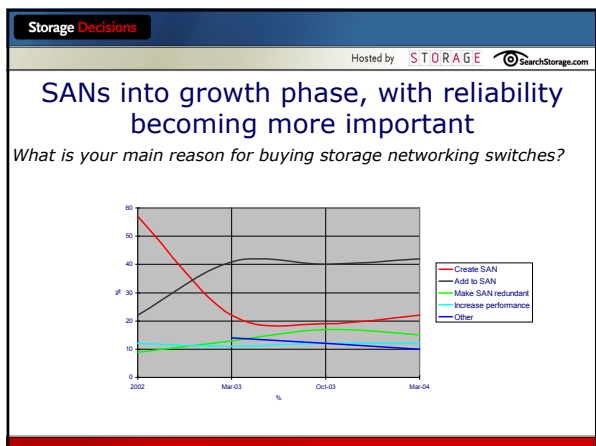 Storage Decisions
Hosted by STORAGE SearchStorage.com
SANs into growth phase, with reliability
becoming more important
What is your main reason for buying storage networking switches?
60
50
40
30
20
10
0
%
2002 Mar-03 Oct-03 Mar-04
%
Create SAN
Add to SAN
Make SAN redundant
Increase performance
Other